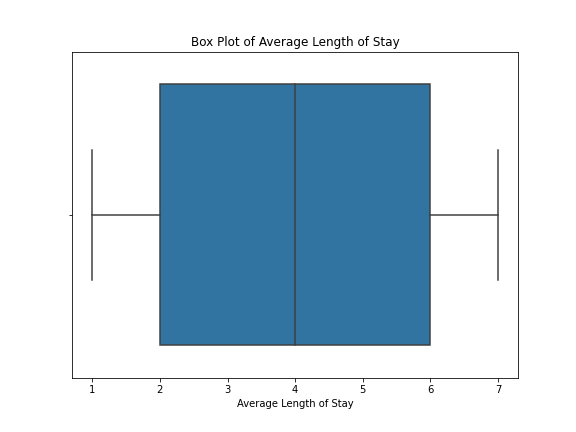 Box Plot of Average Length of Stay
1 2 3 4 5 6 7
Average Length of Stay